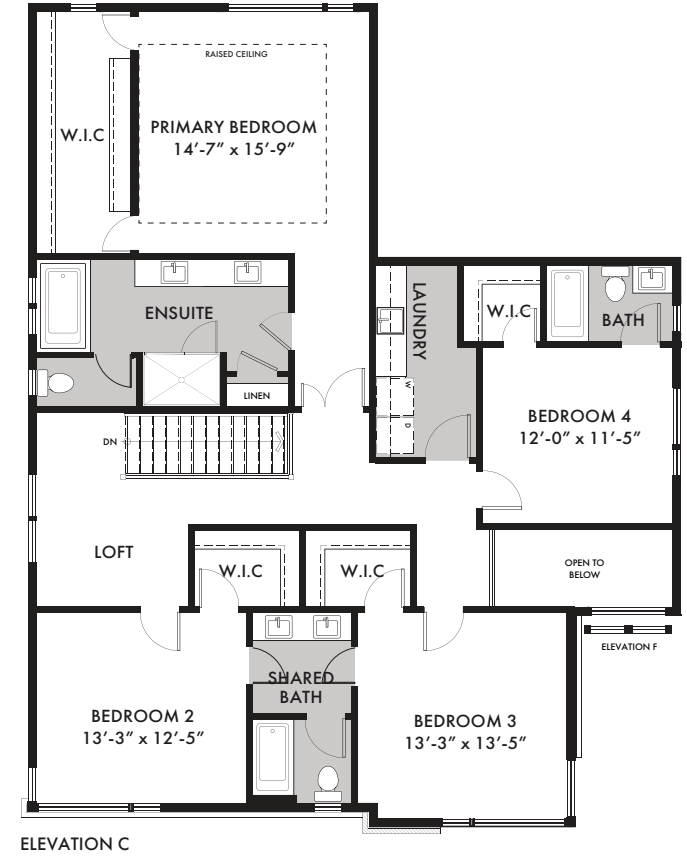 RAISED CEILING
W.I.C
PRIMARY BEDROOM
14'-7" x 15'-9"
ENSUITE
LAUNDRY
W.I.C
BATH
W
D
LINEN
BEDROOM 4
12'-0" x 11'-5"
DN
LOFT
W.I.C
W.I.C
OPEN TO
BELOW
ELEVATION F
SHARED
BATH
BEDROOM 2
13'-3" x 12'-5"
BEDROOM 3
13'-3" x 13'-5"
ELEVATION C